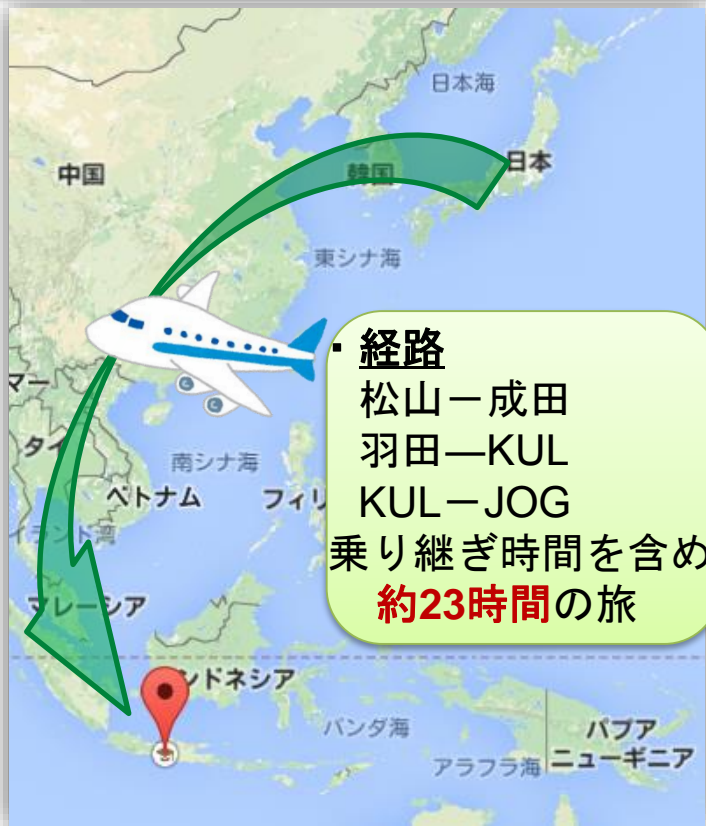 日本海
中国
韓国
日本
東シナ海
・経路
松山－成田
羽田―KUL
KUL－JOG
乗り継ぎ時間を含め
約23時間の旅
マー
タイ
南シナ海
ベトナム
フィリ
イランド湾
マレーシア
ンドネシア
バンダ海
パプア
ニューギニア
アラフラ海